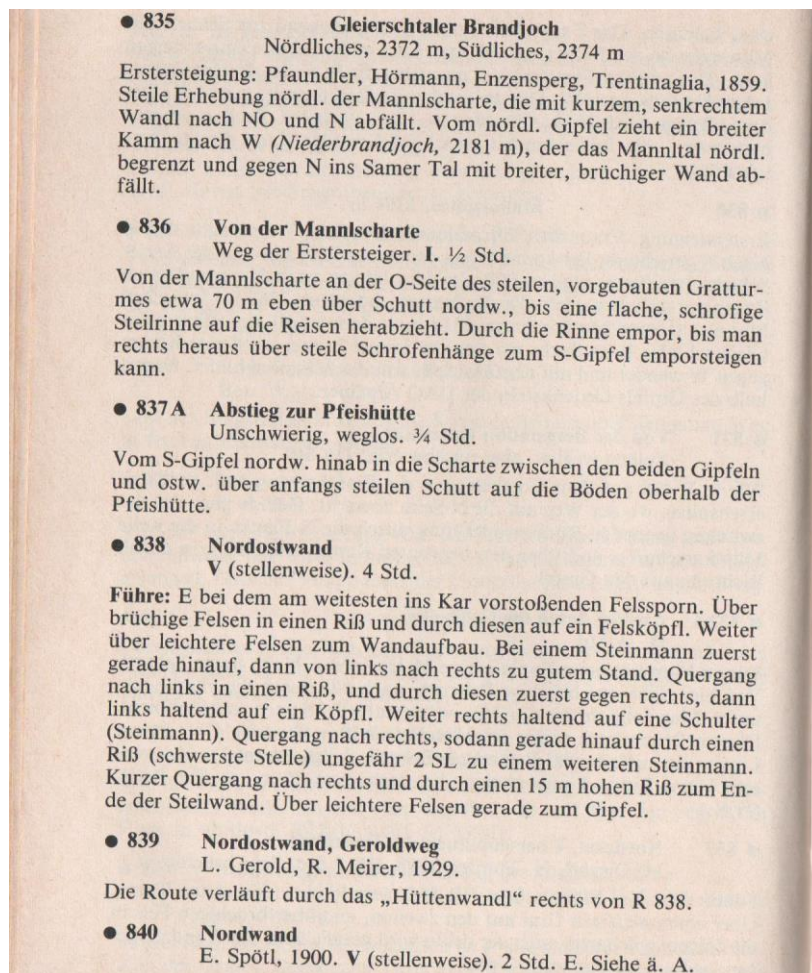 ● 835 Gleierschtaler Brandjoch
Nördliches, 2372 m, Südliches, 2374 m
Erstersteigung: Pfaundler, Hörmann, Enzensperg, Trentinaglia, 1859.
Steile Erhebung nördl. der Mannlscharte, die mit kurzem, senkrechtem
Wandl nach NO und N abfällt. Vom nördl. Gipfel zieht ein breiter
Kamm nach W (Niederbrandjoch, 2181 m), der das Mannltal nördl.
begrenzt und gegen N ins Samer Tal mit breiter, brüchiger Wand ab-
fällt.
● 836 Von der Mannlscharte
Weg der Erstersteiger. I. ½ Std.
Von der Mannlscharte an der O-Seite des steilen, vorgebauten Grattur-
mes etwa 70 m eben über Schutt nordw., bis eine flache, schrofige
Steilrinne auf die Reisen herabzieht. Durch die Rinne empor, bis man
rechts heraus über steile Schrofenhänge zum S-Gipfel emporsteigen
kann.
● 837 A Abstieg zur Pfeishütte
Unschwierig, weglos. ¾ Std.
Vom S-Gipfel nordw. hinab in die Scharte zwischen den beiden Gipfeln
und ostw. über anfangs steilen Schutt auf die Böden oberhalb der
Pfeishütte.
● 838 Nordostwand
V (stellenweise). 4 Std.
Führe: E bei dem am weitesten ins Kar vorstoßenden Felssporn. Über
brüchige Felsen in einen Riß und durch diesen auf ein Felsköpfl. Weiter
über leichtere Felsen zum Wandaufbau. Bei einem Steinmann zuerst
gerade hinauf, dann von links nach rechts zu gutem Stand. Quergang
nach links in einen Riß, und durch diesen zuerst gegen rechts, dann
links haltend auf ein Köpfl. Weiter rechts haltend auf eine Schulter
(Steinmann). Quergang nach rechts, sodann gerade hinauf durch einen
Riß (schwerste Stelle) ungefähr 2 SL zu einem weiteren Steinmann.
Kurzer Quergang nach rechts und durch einen 15 m hohen Riß zum En-
de der Steilwand. Über leichtere Felsen gerade zum Gipfel.
● 839 Nordostwand, Geroldweg
L. Gerold, R. Meirer, 1929.
Die Route verläuft durch das „Hüttenwandl" rechts von R 838.
● 840 Nordwand
E. Spötl, 1900. V (stellenweise). 2 Std. E. Siehe ä. A.